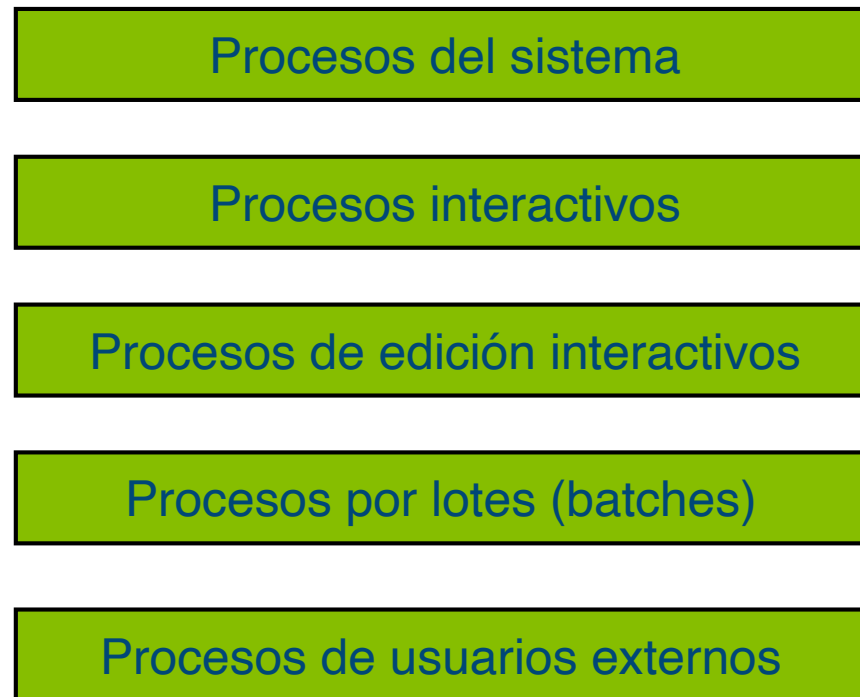 Procesos del sistema
Procesos interactivos
Procesos de edición interactivos
Procesos por lotes (batches)
Procesos de usuarios externos